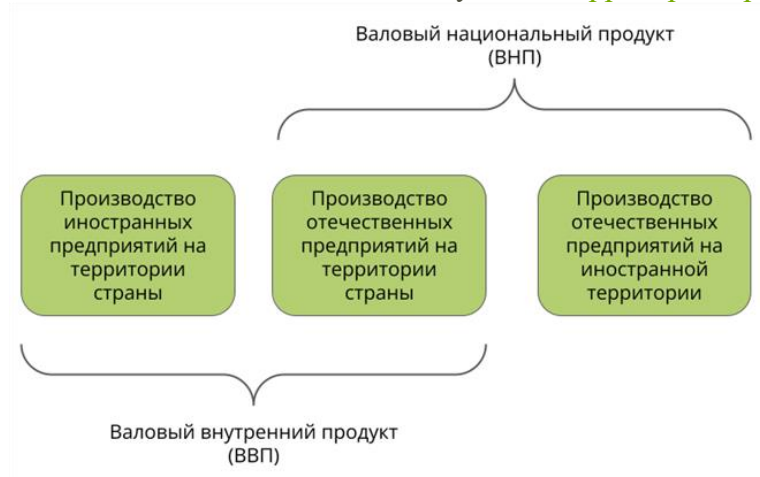 Валовый национальный продукт
(ВНП)
Производство
иностранных
предприятий на
территории
страны
Производство
отечественных
предприятий на
территории
страны
Производство
отечественных
предприятий на
иностранной
территории
Валовый внутренний продукт
(ВВП)